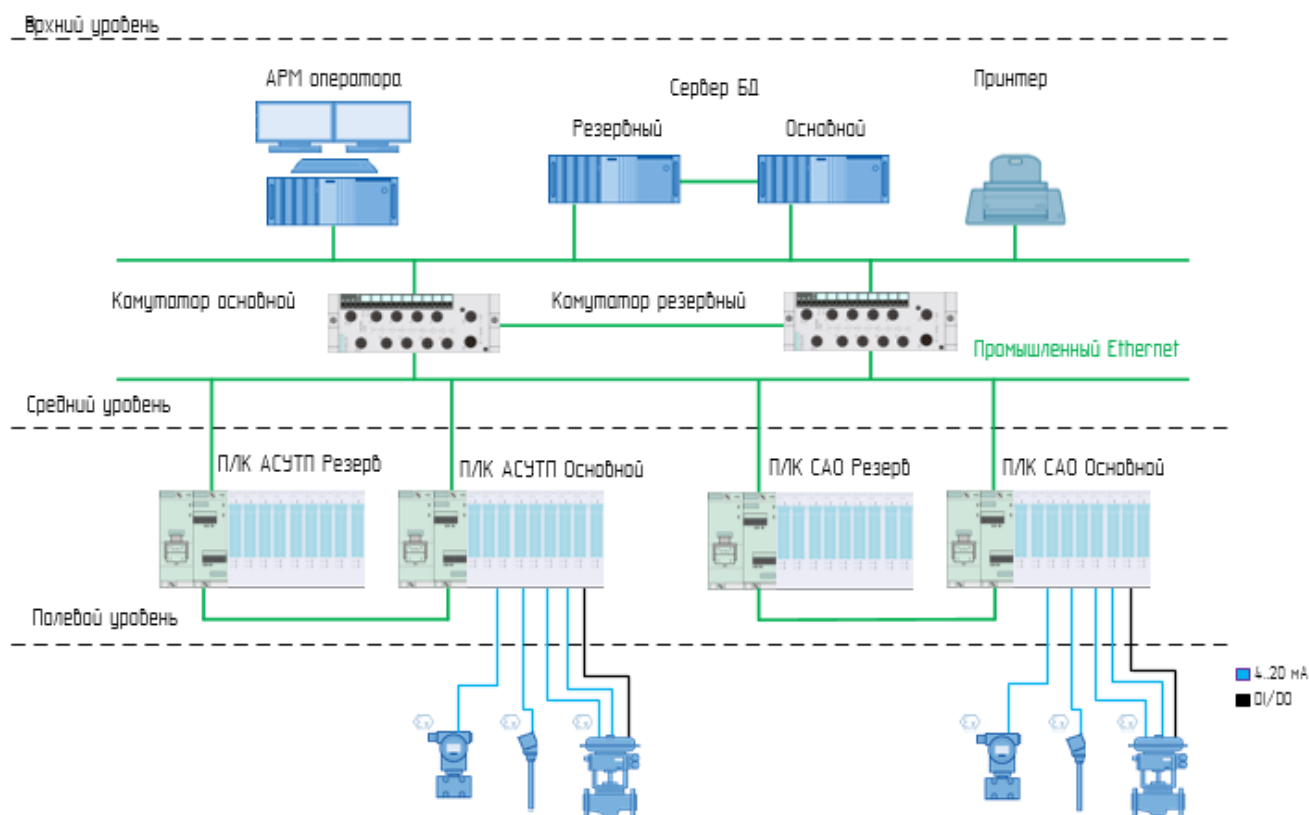 Верхний уровень
АРМ оператора
Сервер БД
Принтер
Резервный
Основной
Комутатор основной
Комутатор резервный
Промышленный Ethernet
Средний уровень
ПЛК АСУТП Резерв
ПЛК АСУТП Основной
ПЛК САО Резерв
ПЛК САО Основной
Полевой уровень
4..20 мА
DI/DO